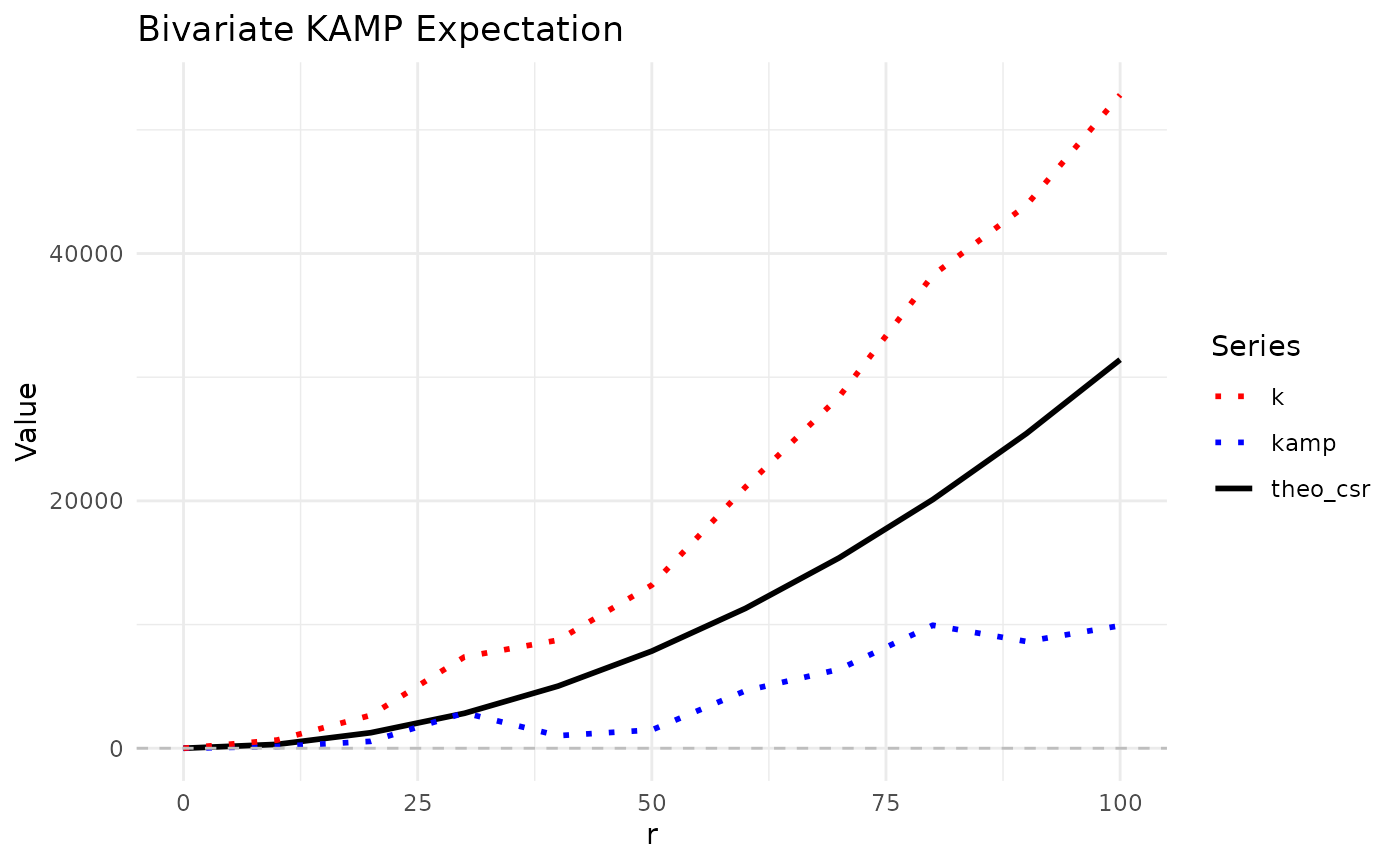 Bivariate KAMP Expectation
Value
40000
20000
0
0 25 50 75 100
r
Series
k
kamp
theo_csr